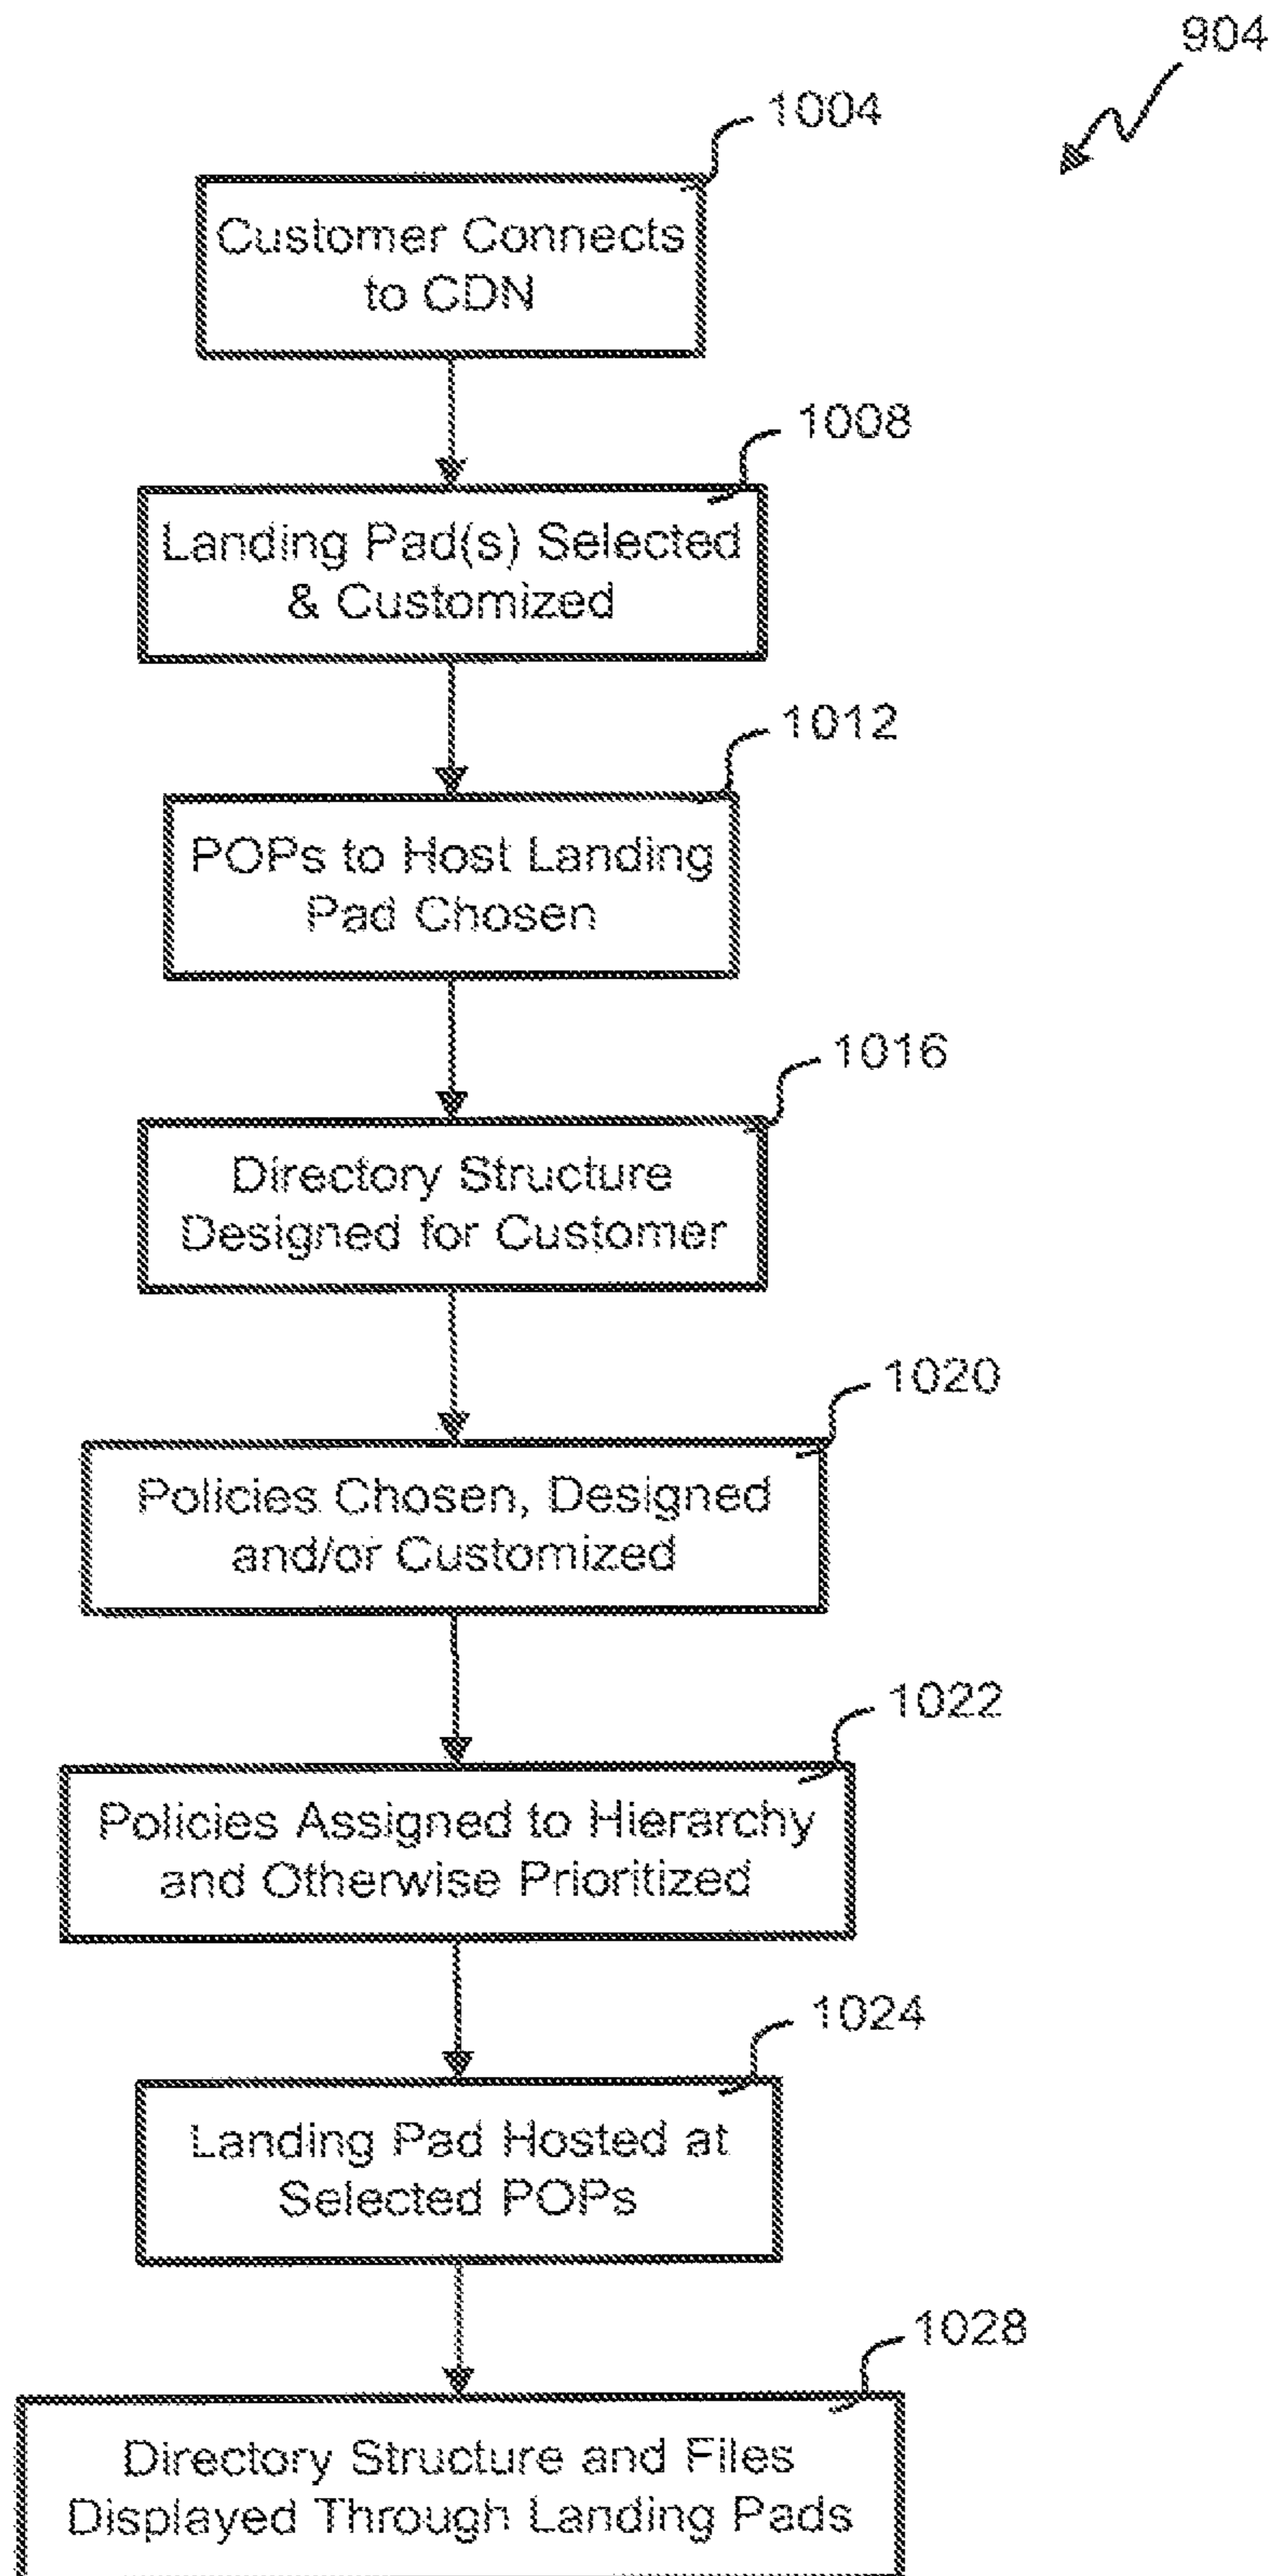 904
1004
Customer Connects
to CDN
1008
Landing Pad(s) Selected
& Customized
1012
POPs to Host Landing
Pad Chosen
1016
Directory Structure
Designed for Customer
1020
Policies Chosen, Designed
and/or Customized
1022
Policies Assigned to Hierarchy
and Otherwise Prioritized
1024
Landing Pad Hosted at
Selected POPs
1028
Directory Structure and Files
Displayed Through Landing Pads